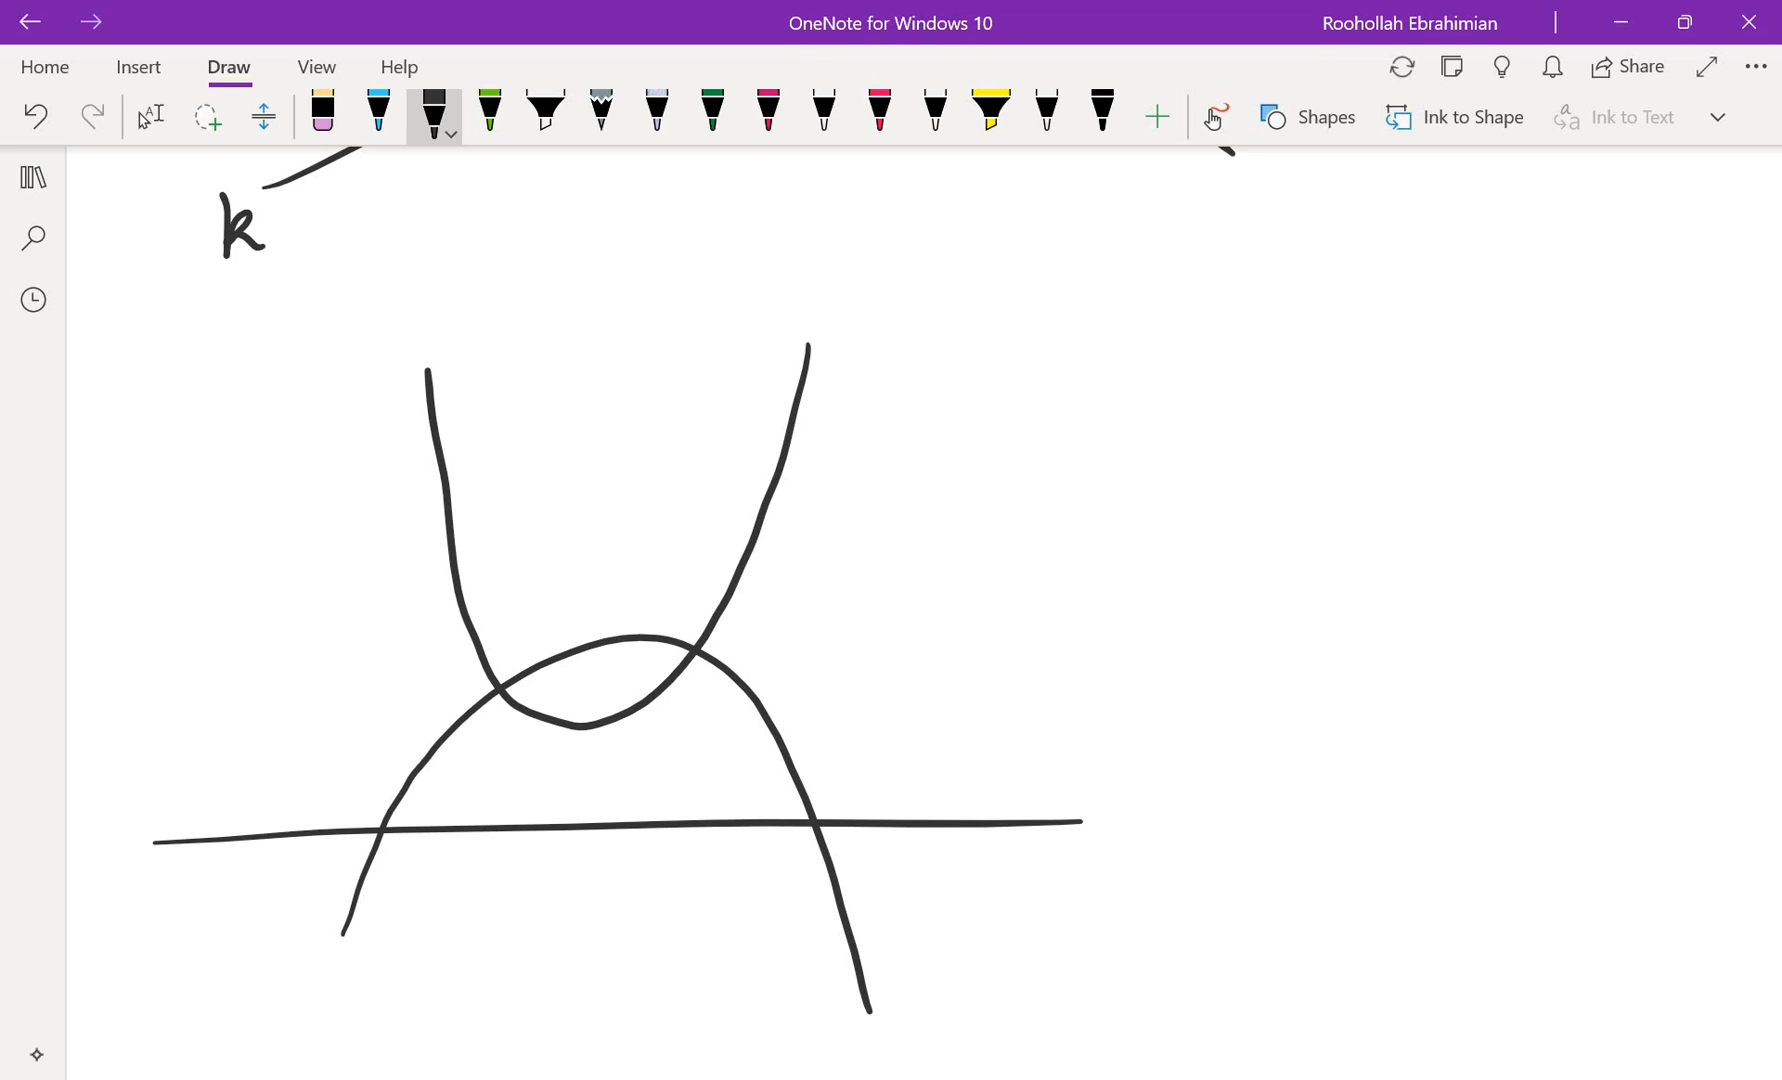 OneNote for Windows 10
Roohollah Ebrahimian
Home Insert Draw View Help
Share
Shapes Ink to Shape Ink to Text
k